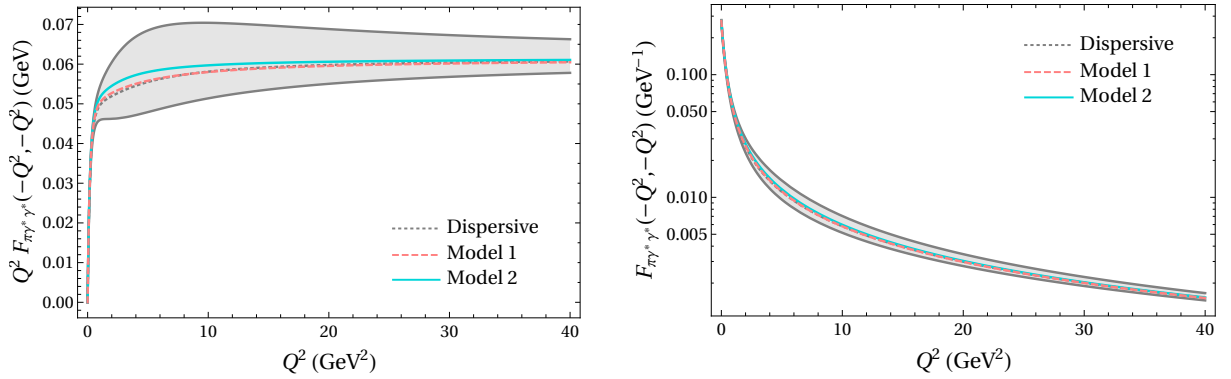 Q² F_{πγ* γ*}(−Q², −Q²) (GeV)
0.07
0.06
0.05
0.04
0.03
0.02
0.01
0.00
Dispersive
Model 1
Model 2
0 10 20 30 40
Q² (GeV²)
F_{πγ* γ*}(−Q², −Q²) (GeV⁻¹)
0.100
0.050
0.010
0.005
Dispersive
Model 1
Model 2
0 10 20 30 40
Q² (GeV²)